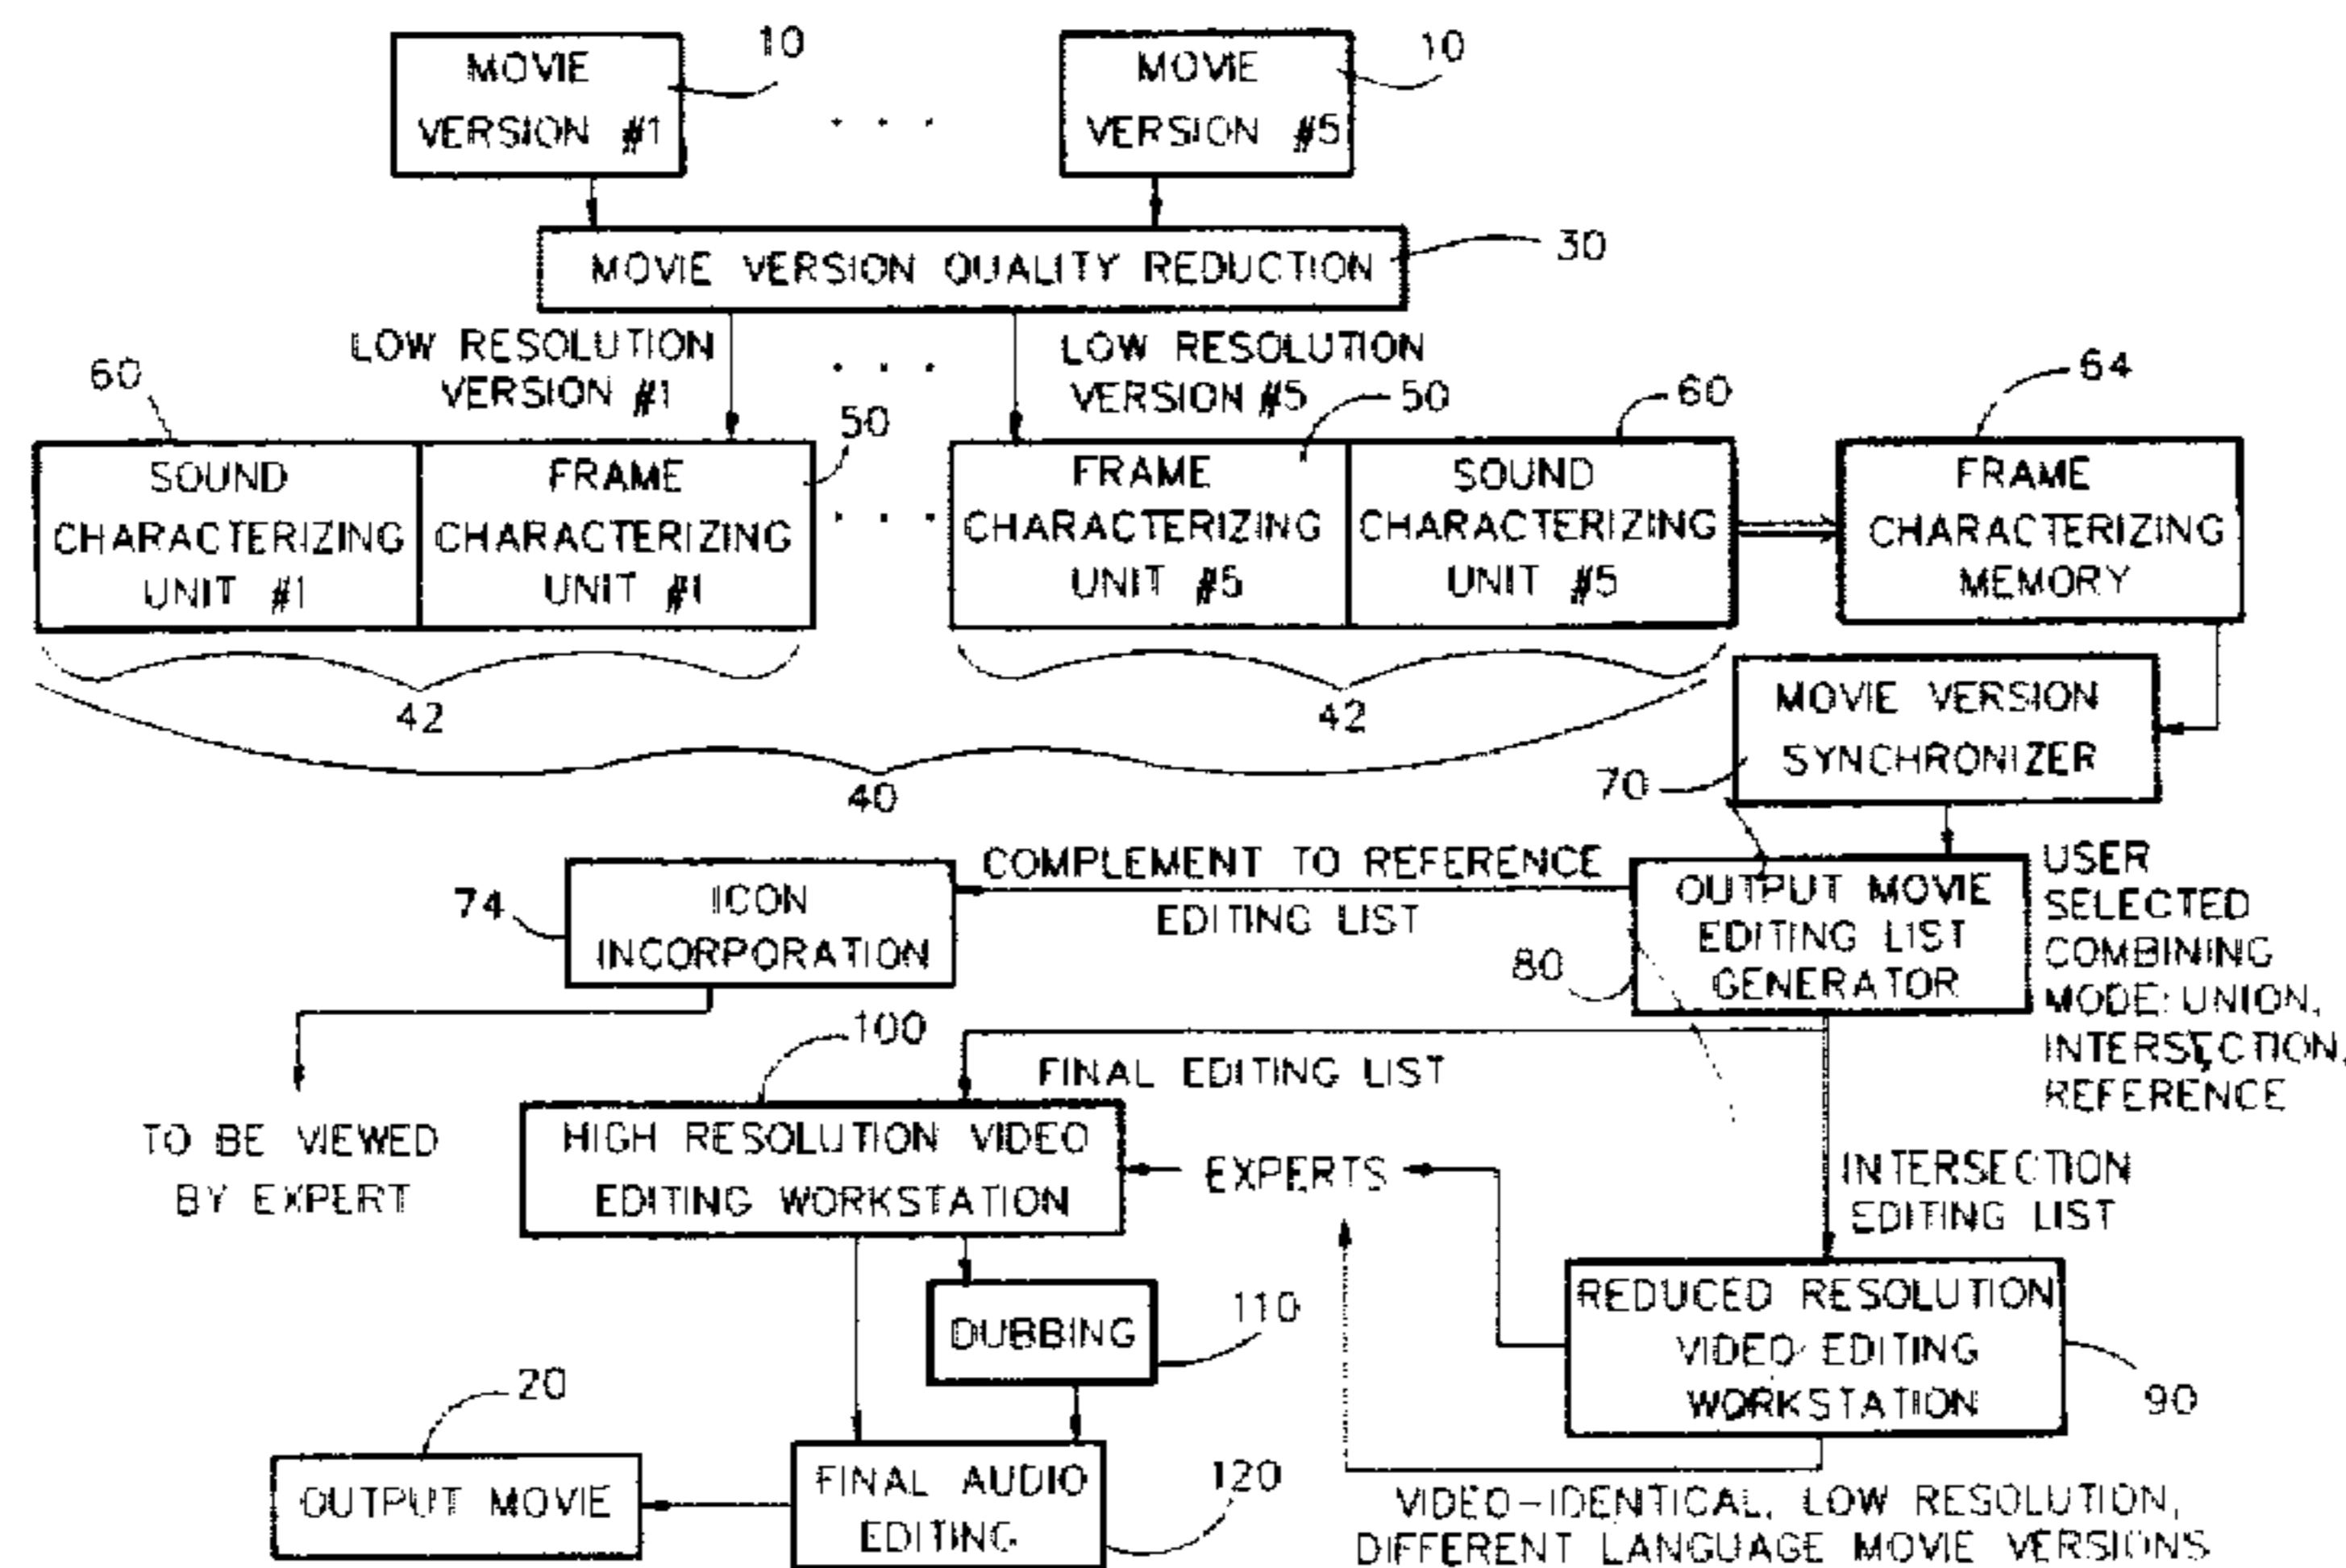 10
10
MOVIE
VERSION #1
. . .
MOVIE
VERSION #5
MOVIE VERSION QUALITY REDUCTION
30
LOW RESOLUTION
VERSION #1
. . .
LOW RESOLUTION
VERSION #5
60
50
50
60
64
SOUND
CHARACTERIZING
UNIT #1
FRAME
CHARACTERIZING
UNIT #1
. . .
FRAME
CHARACTERIZING
UNIT #5
SOUND
CHARACTERIZING
UNIT #5
FRAME
CHARACTERIZING
MEMORY
42
42
40
MOVIE VERSION
SYNCHRONIZER
70
74
ICON
INCORPORATION
COMPLEMENT TO REFERENCE
EDITING LIST
80
OUTPUT MOVIE
EDITING LIST
GENERATOR
USER
SELECTED
COMBINING
MODE: UNION,
INTERSECTION,
REFERENCE
TO BE VIEWED
BY EXPERT
100
FINAL EDITING LIST
HIGH RESOLUTION VIDEO
EDITING WORKSTATION
EXPERTS
INTERSECTION
EDITING LIST
DUBBING
110
REDUCED RESOLUTION
VIDEO EDITING
WORKSTATION
90
20
OUTPUT MOVIE
FINAL AUDIO
EDITING
120
VIDEO-IDENTICAL, LOW RESOLUTION,
DIFFERENT LANGUAGE MOVIE VERSIONS